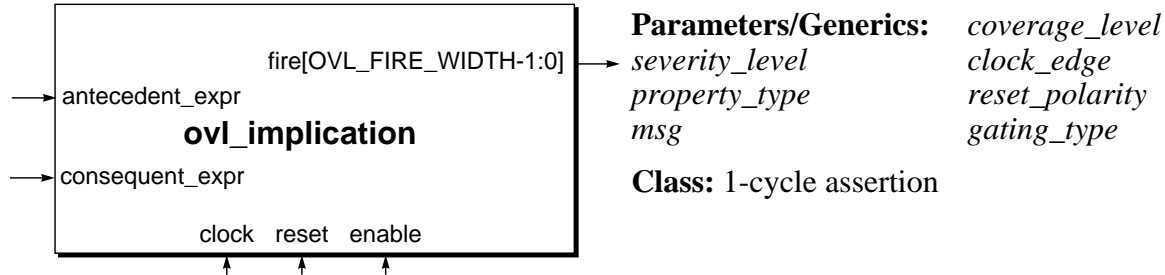 fire[OVL_FIRE_WIDTH-1:0]
antecedent_expr
ovl_implication
consequent_expr
clock reset enable
Parameters/Generics: coverage_level
severity_level clock_edge
property_type reset_polarity
msg gating_type
Class: 1-cycle assertion